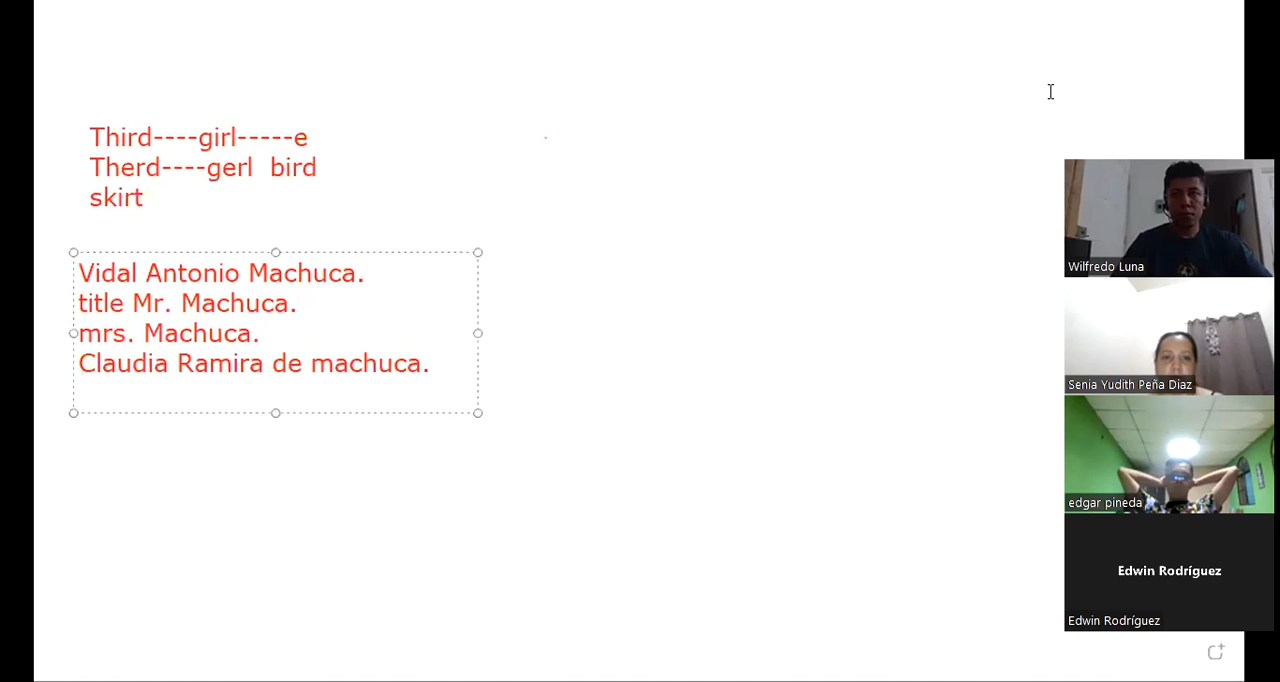 Third----girl-----e
Therd----gerl  bird
skirt
Vidal Antonio Machuca.
title Mr. Machuca.
mrs. Machuca.
Claudia Ramira de machuca.
Wilfredo Luna
Senia Yudith Peña Diaz
edgar pineda
Edwin Rodríguez
Edwin Rodríguez